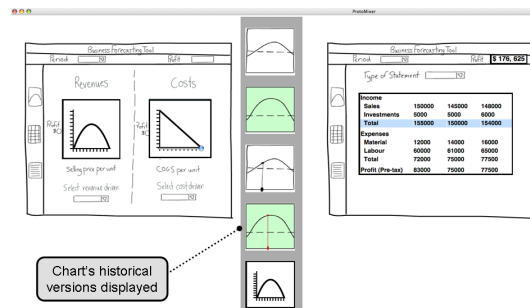 ProtoMixer
Business Forecasting Tool
Period
Profit
Revenues
Costs
Profit
$0
Profit
$0
Selling price per unit
COGS per unit
Select revenue driver
Select cost driver
Chart's historical
versions displayed
Business Forecasting Tool
Period
Profit $ 176, 625
Type of Statement
Income
Sales 150000 145000 148000
Investments 5000 5000 6000
Total 155000 150000 154000
Expenses
Material 12000 14000 16000
Labour 60000 61000 65000
Total 72000 75000 77500
Profit (Pre-tax) 83000 75000 77500